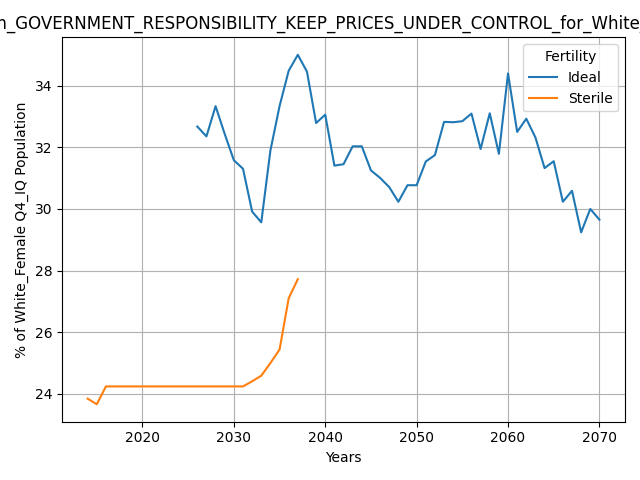 GOVERNMENT_RESPONSIBILITY_KEEP_PRICES_UNDER_CONTROL_for_White_
Fertility
Ideal
Sterile
% of White_Female Q4_IQ Population
34
32
30
28
26
24
2020
2030
2040
2050
2060
2070
Years